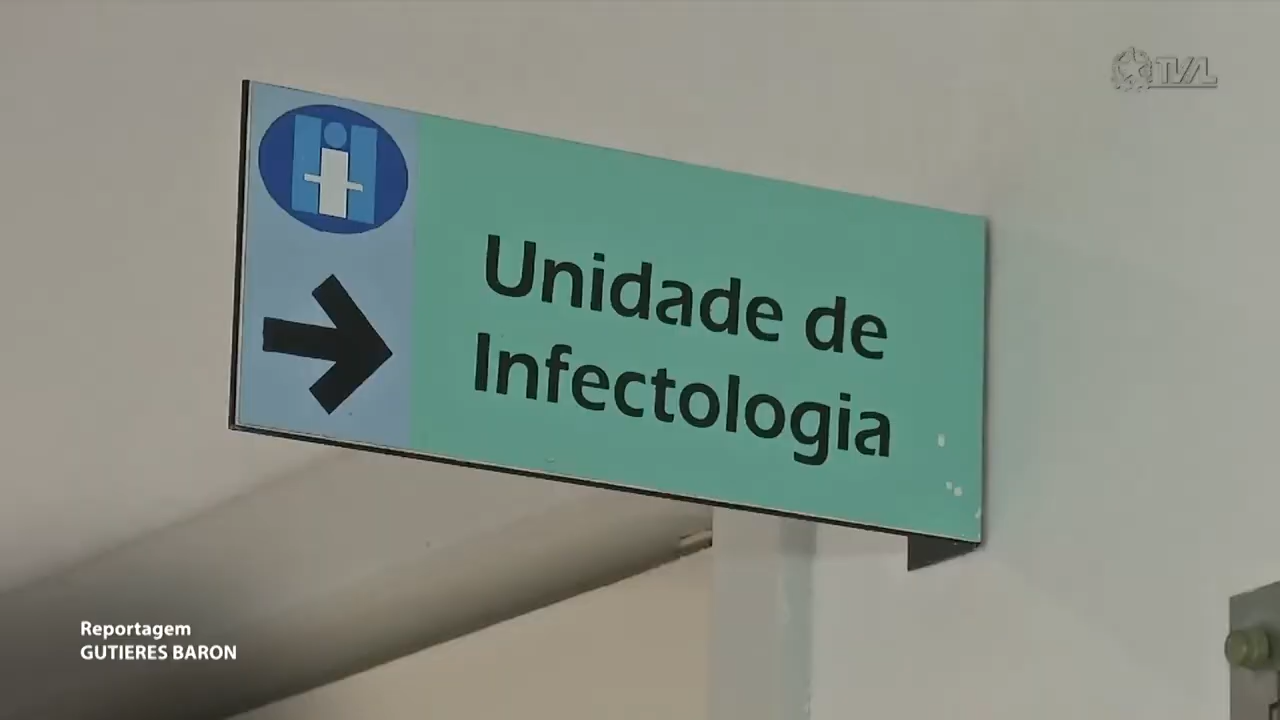 TVAL
Unidade de
Infectologia
Reportagem
GUTIERES BARON